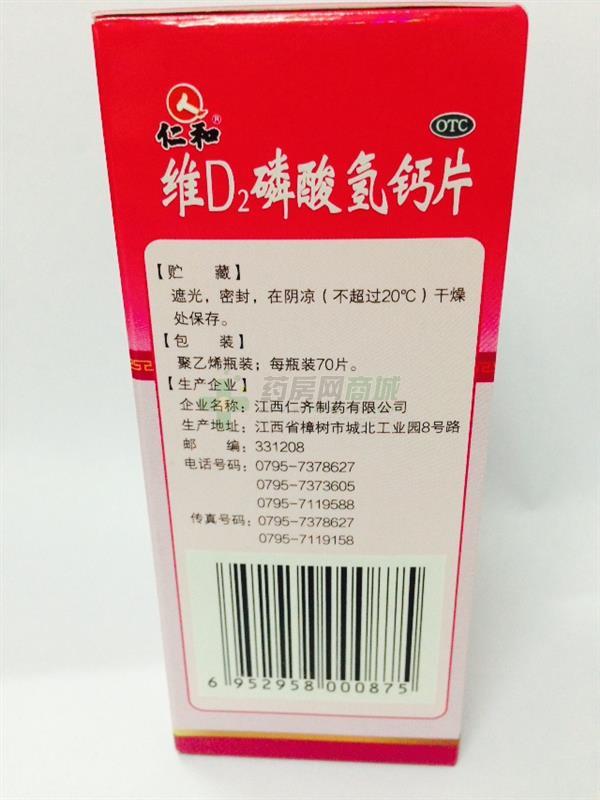 仁和®
OTC
维D₂磷酸氢钙片
【贮 藏】
遮光，密封，在阴凉（不超过20℃）干燥
处保存。
【包 装】
聚乙烯瓶装；每瓶装70片。
【生产企业】
企业名称：江西仁齐制药有限公司
生产地址：江西省樟树市城北工业园8号路
邮 编：331208
电话号码：0795-7378627
0795-7373605
0795-7119588
传真号码：0795-7378627
0795-7119158
药房网商城
6 952958 000875